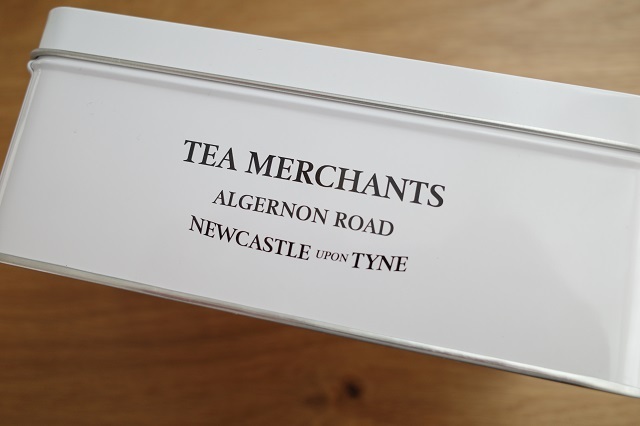 TEA MERCHANTS
ALGERNON ROAD
NEWCASTLE UPON TYNE